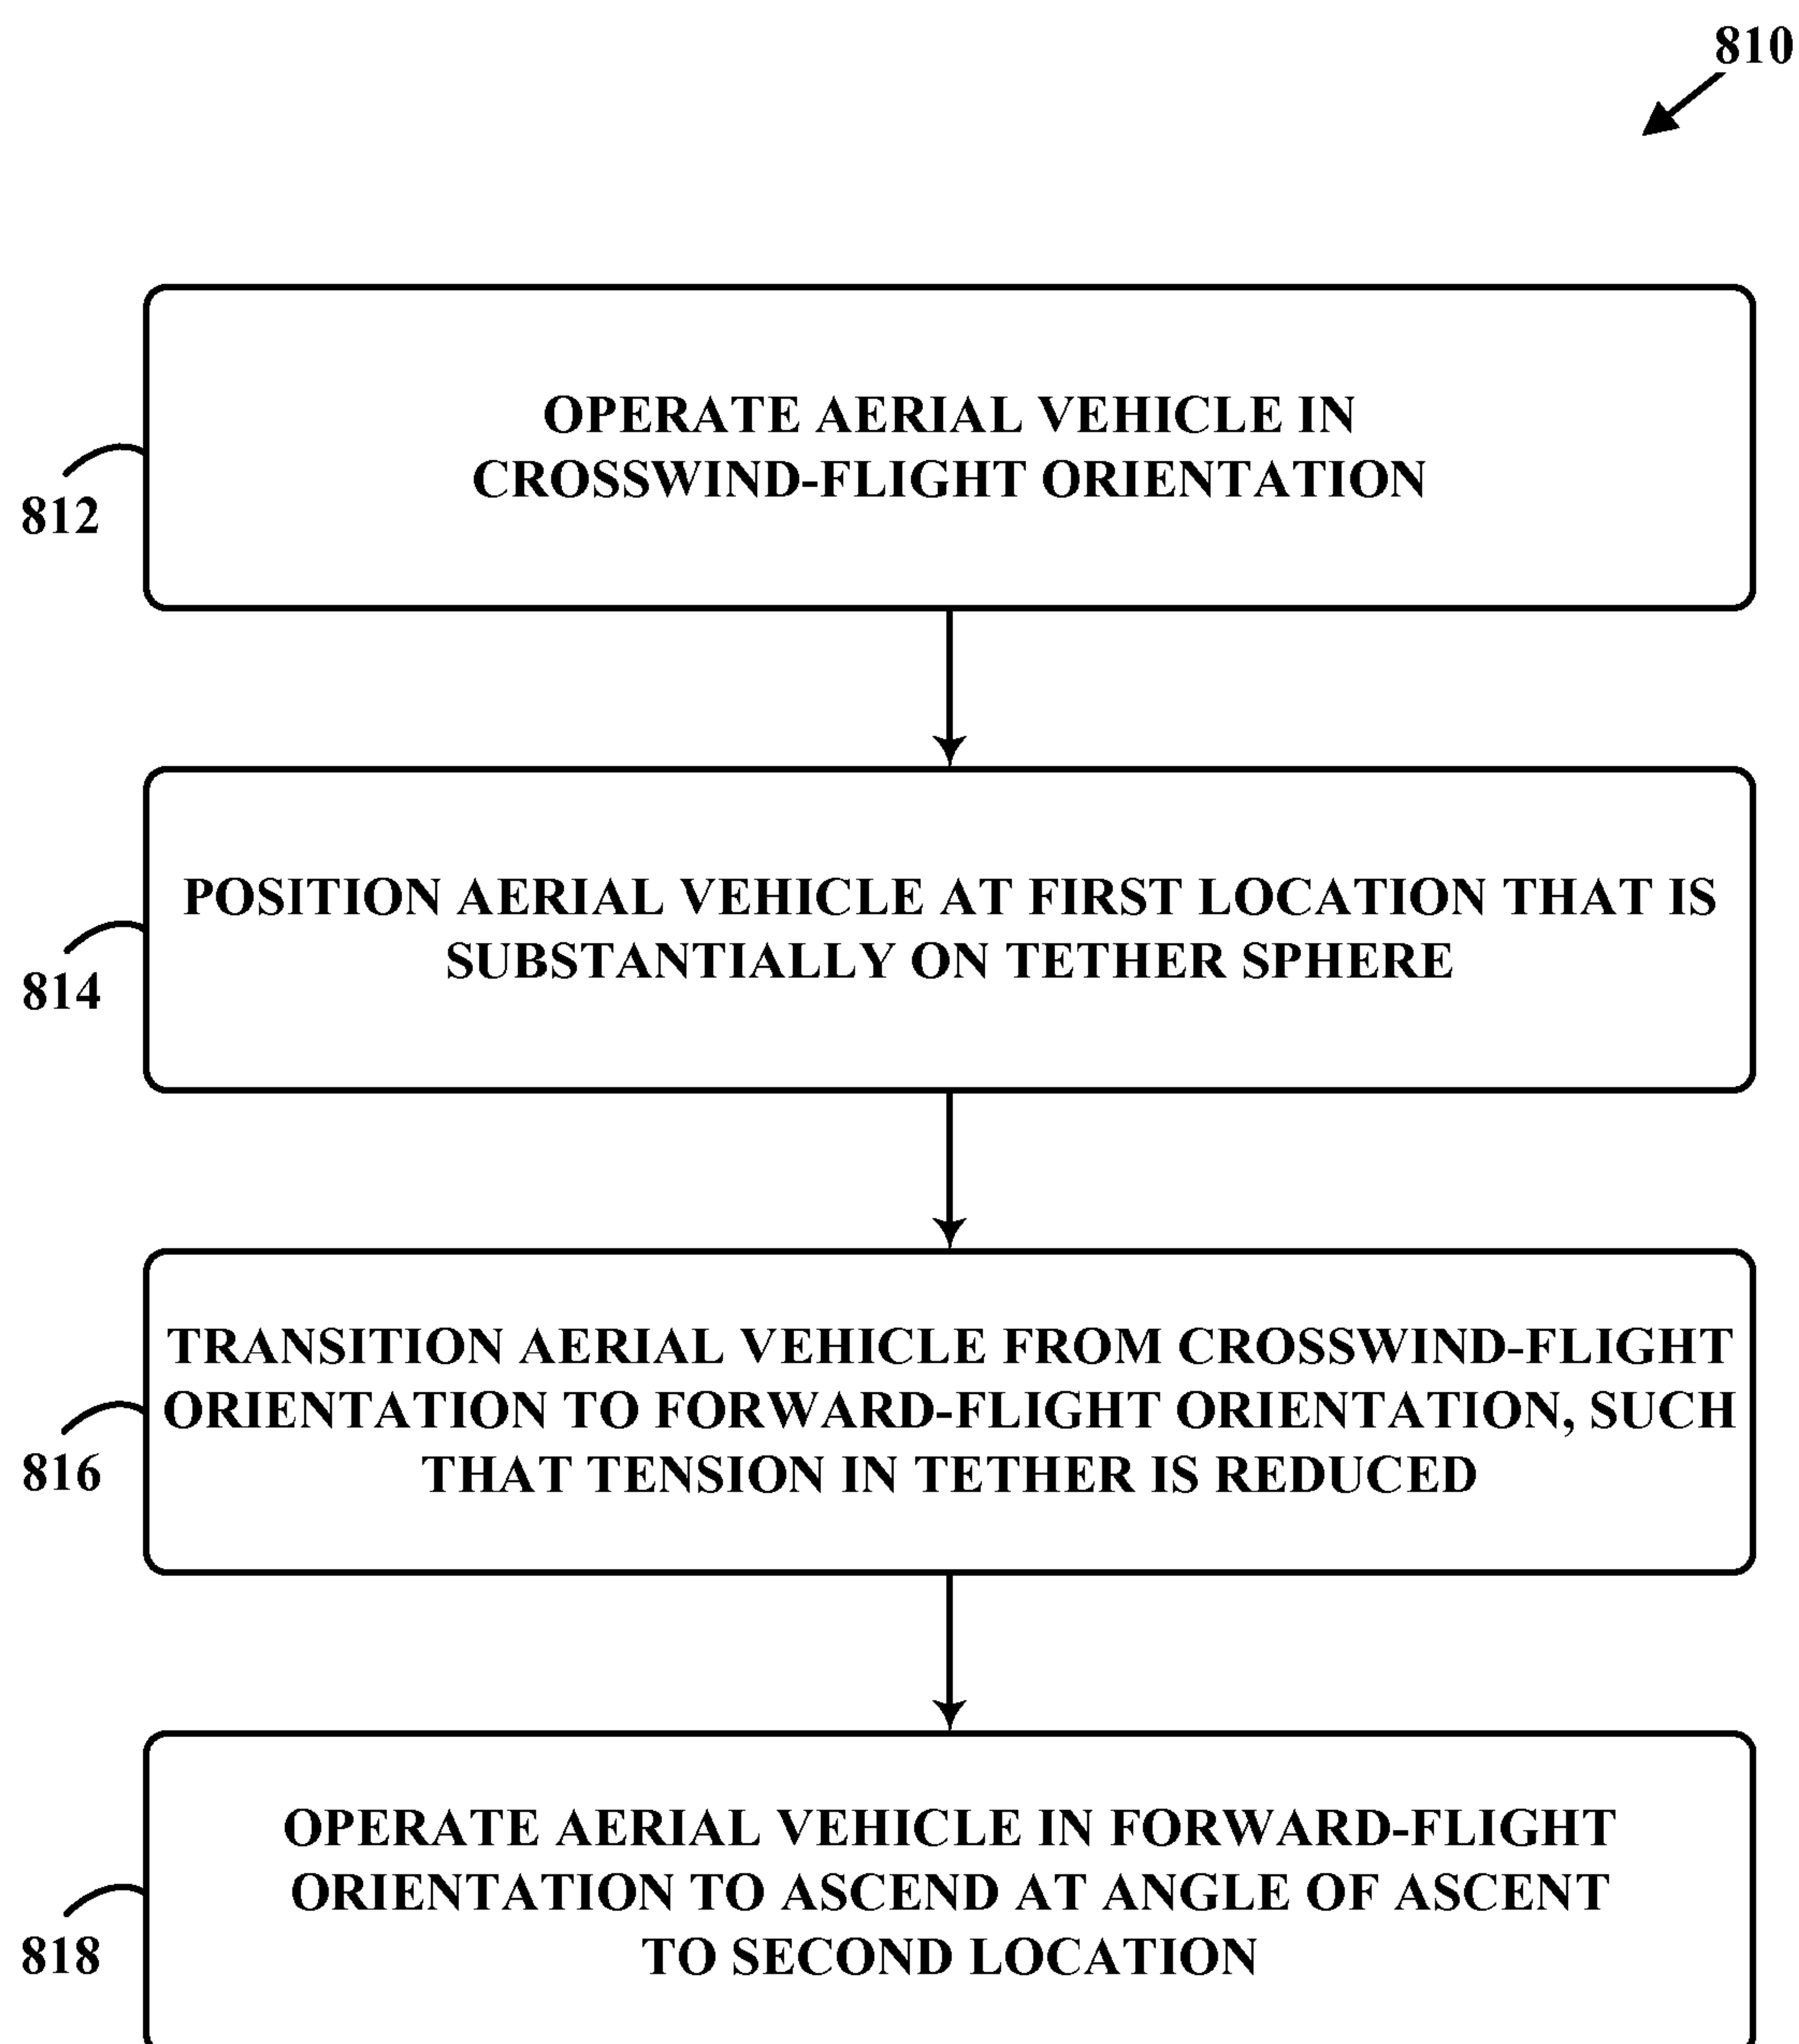 810
OPERATE AERIAL VEHICLE IN
CROSSWIND-FLIGHT ORIENTATION
812
POSITION AERIAL VEHICLE AT FIRST LOCATION THAT IS
SUBSTANTIALLY ON TETHER SPHERE
814
TRANSITION AERIAL VEHICLE FROM CROSSWIND-FLIGHT
ORIENTATION TO FORWARD-FLIGHT ORIENTATION, SUCH
THAT TENSION IN TETHER IS REDUCED
816
OPERATE AERIAL VEHICLE IN FORWARD-FLIGHT
ORIENTATION TO ASCEND AT ANGLE OF ASCENT
TO SECOND LOCATION
818